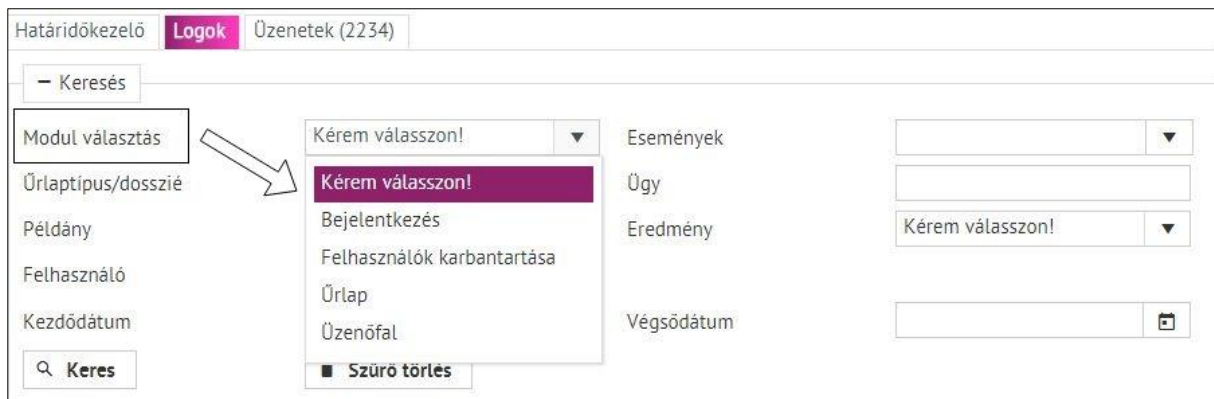 Határidőkezelő Logok Üzenetek (2234)
− Keresés
Modul választás Kérem válasszon! Események
Űrlaptípus/dosszié Kérem válasszon! Ügy
Példány Bejelentkezés Eredmény Kérem válasszon!
Felhasználó Felhasználók karbantartása
Űrlap
Kezdődátum Üzenőfal Végsődátum
Keres Szűrő törlés